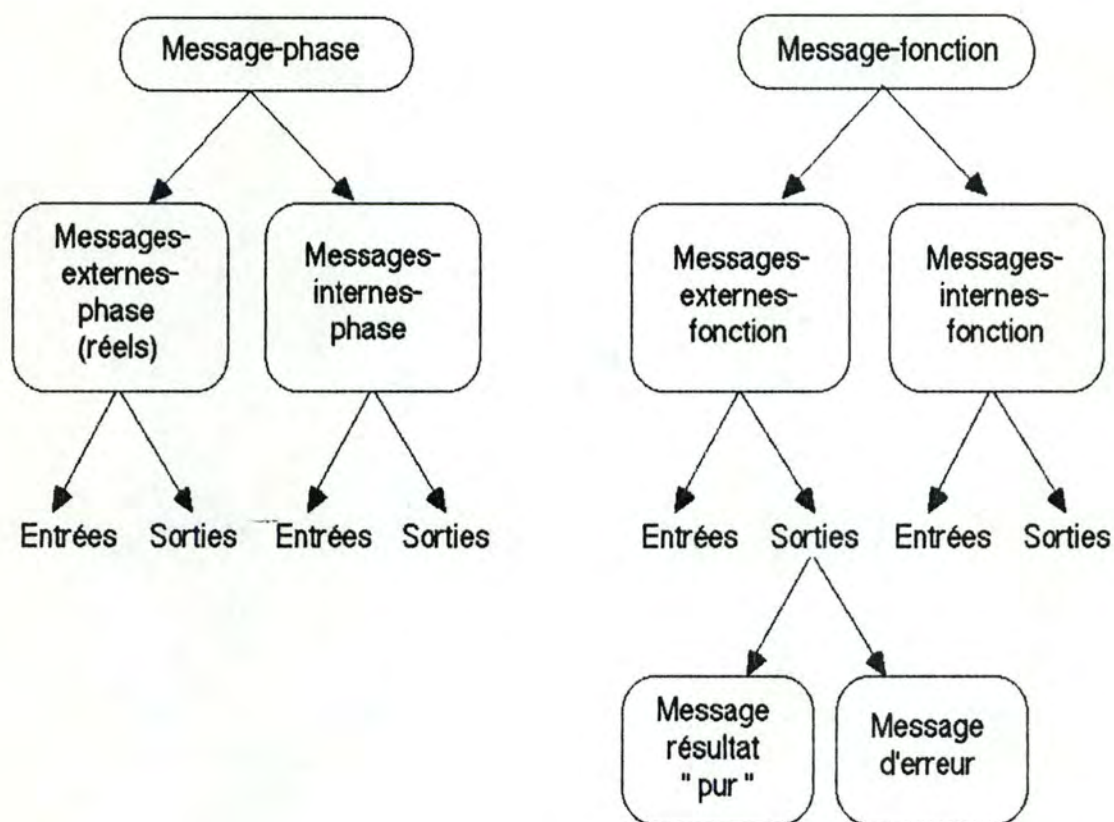 Message-phase
Message-fonction
Messages-
externes-
phase
(réels)
Messages-
internes-
phase
Messages-
externes-
fonction
Messages-
internes-
fonction
Entrées
Sorties
Entrées
Sorties
Entrées
Sorties
Entrées
Sorties
Message
résultat
" pur "
Message
d'erreur